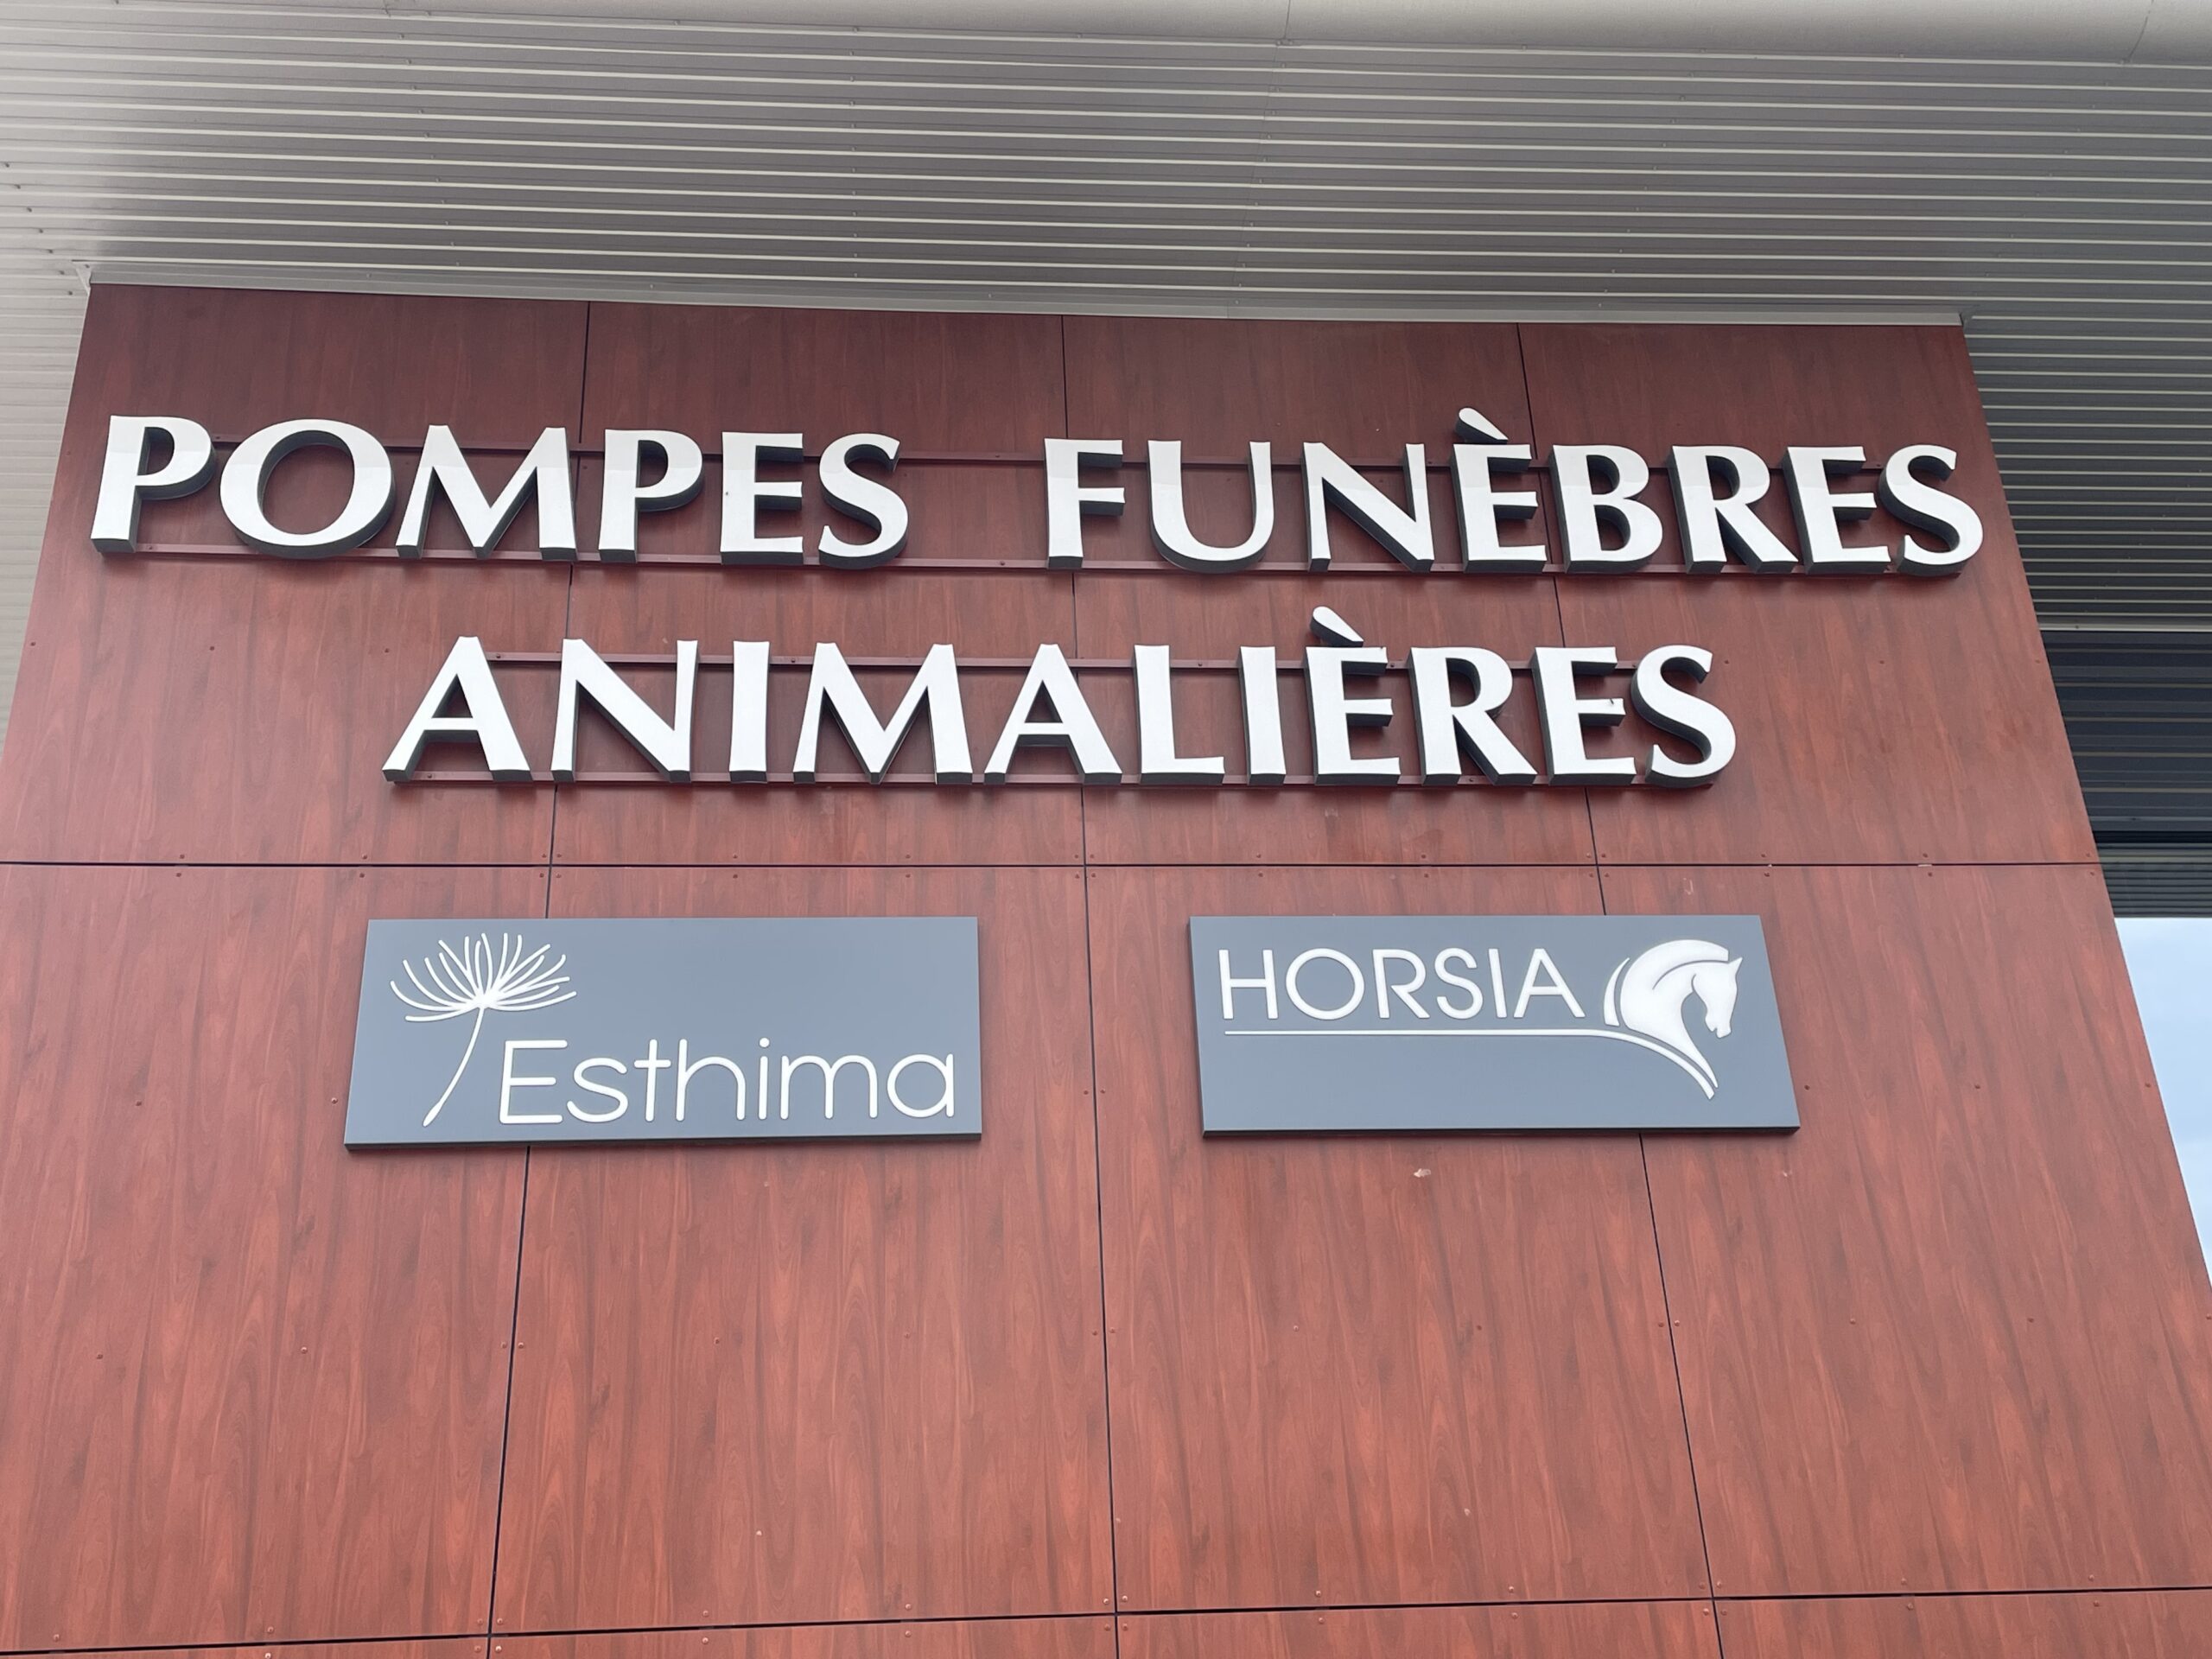 POMPES FUNÈBRES
ANIMALIÈRES
Esthima
HORSIA